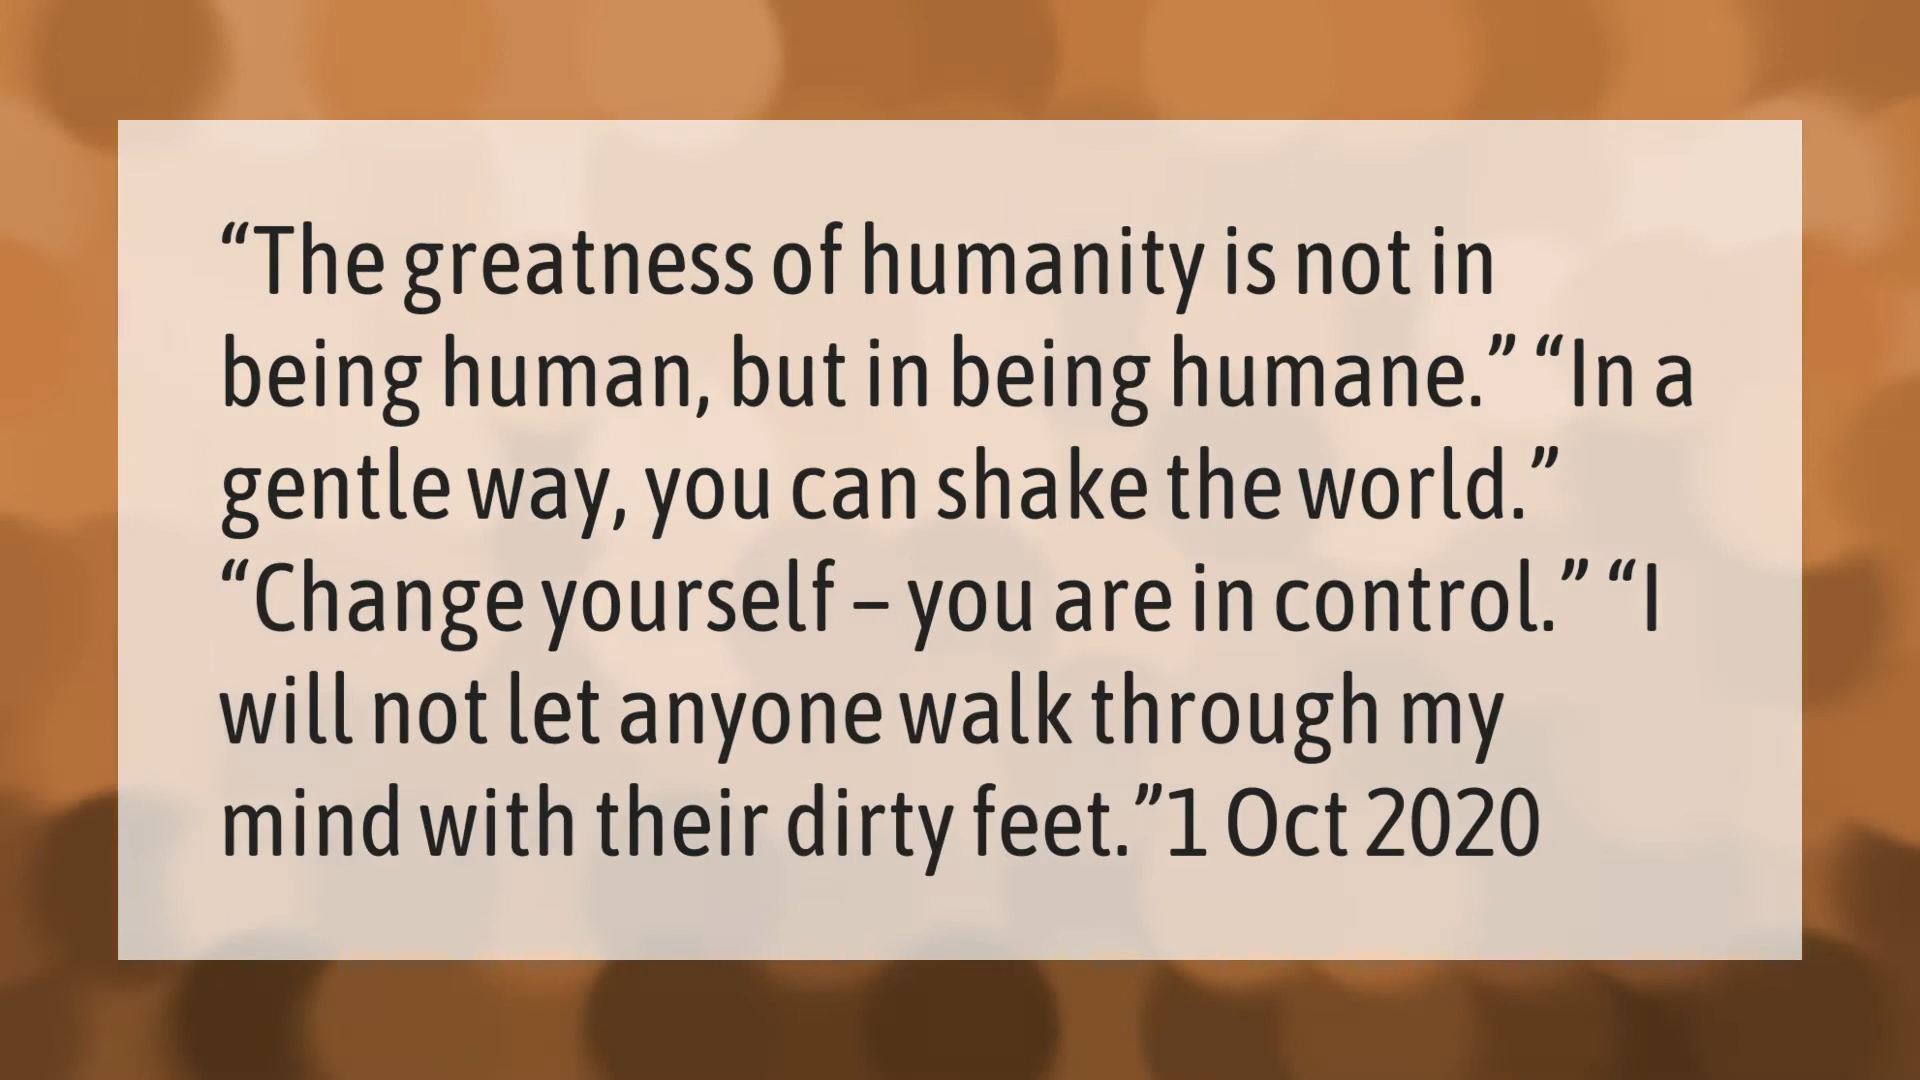 “The greatness of humanity is not in
being human, but in being humane.” “In a
gentle way, you can shake the world.”
“Change yourself – you are in control.” “I
will not let anyone walk through my
mind with their dirty feet.”1 Oct 2020